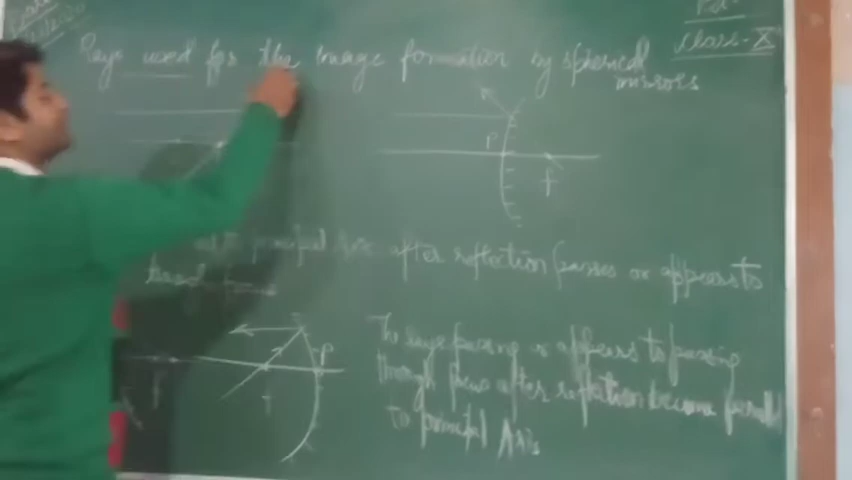 Class-X
Rays used for the Image formation by spherical
mirrors
P
F
principal Axis after reflection passes or appears to
P
F
The rays passing or appears to passing
through focus after reflection become parallel
to principal Axis